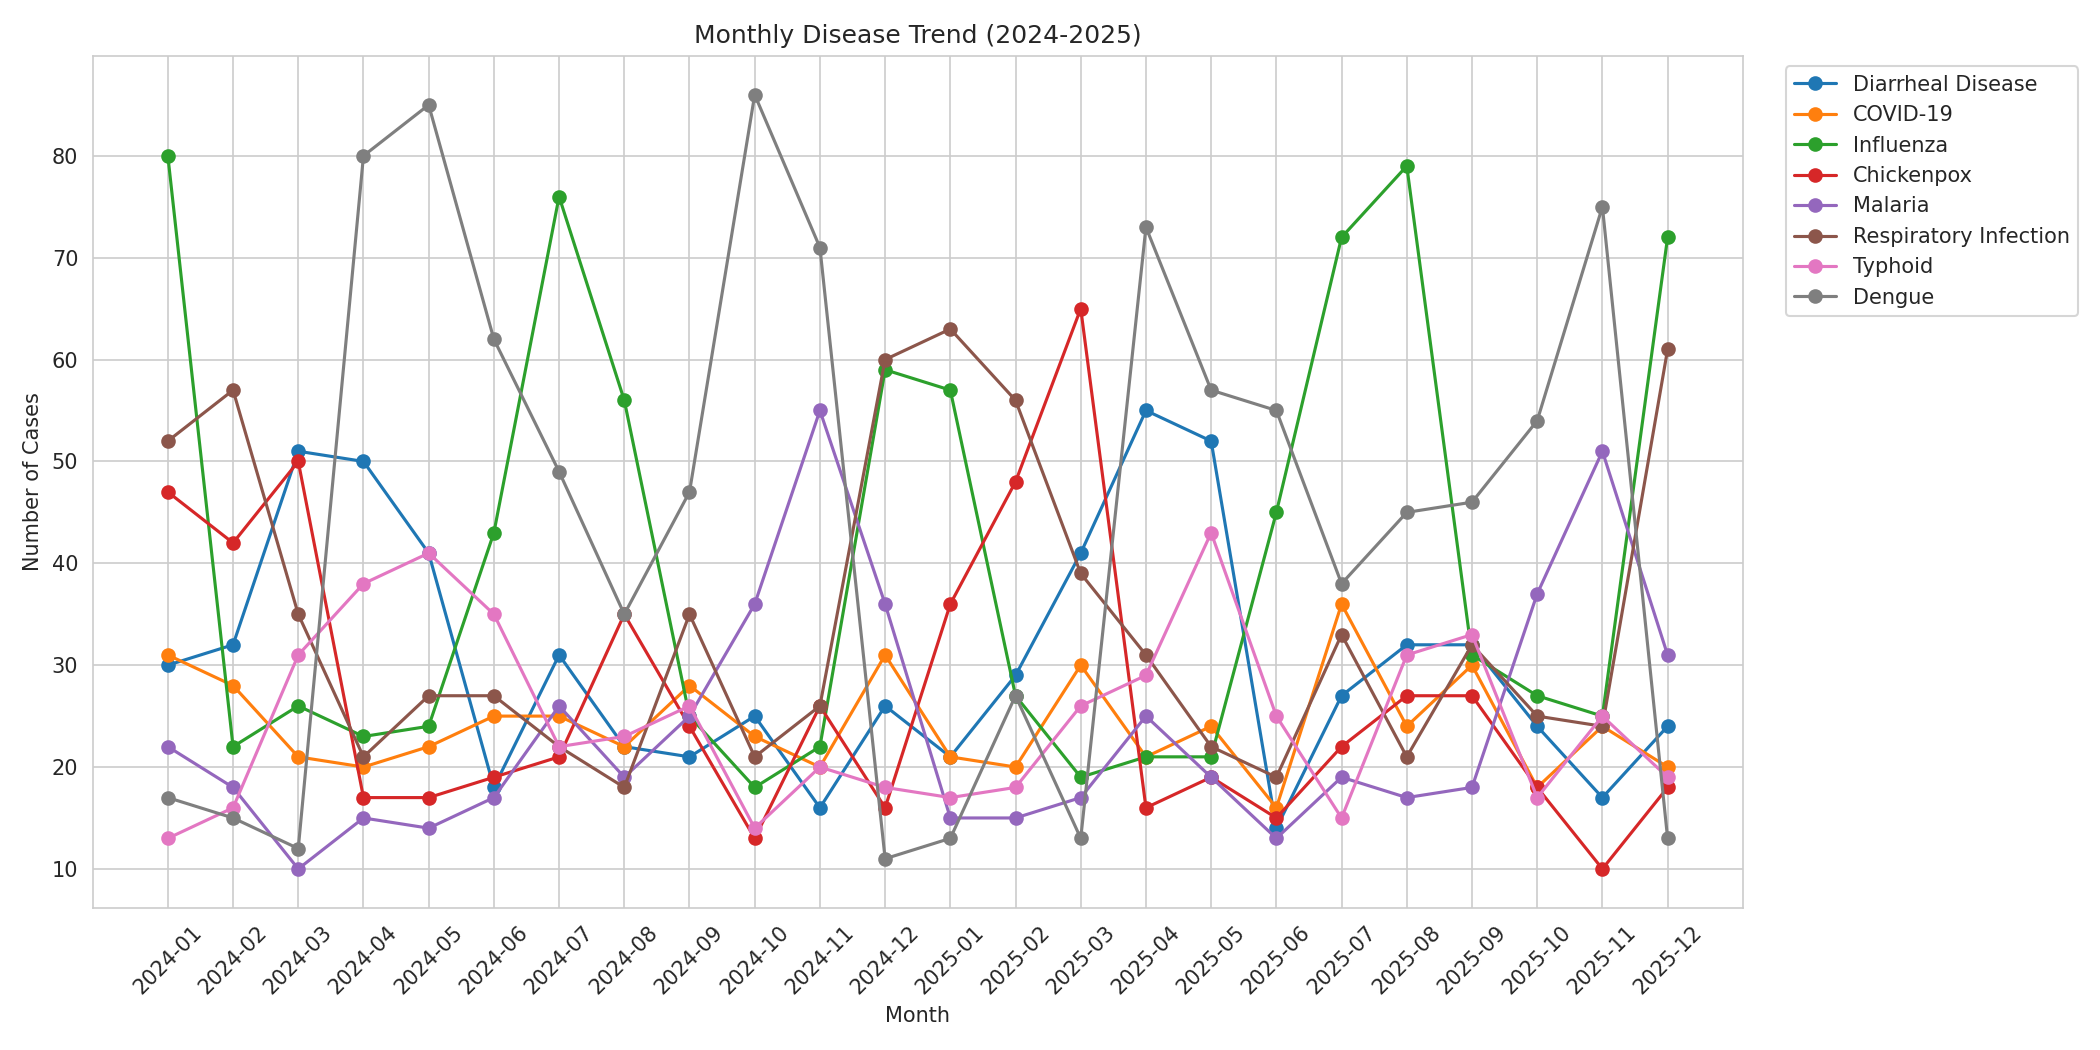 Monthly Disease Trend (2024-2025)
Diarrheal Disease
COVID-19
Influenza
Chickenpox
Malaria
Respiratory Infection
Typhoid
Dengue
Number of Cases
80
70
60
50
40
30
20
10
2024-01
2024-02
2024-03
2024-04
2024-05
2024-06
2024-07
2024-08
2024-09
2024-10
2024-11
2024-12
2025-01
2025-02
2025-03
2025-04
2025-05
2025-06
2025-07
2025-08
2025-09
2025-10
2025-11
2025-12
Month